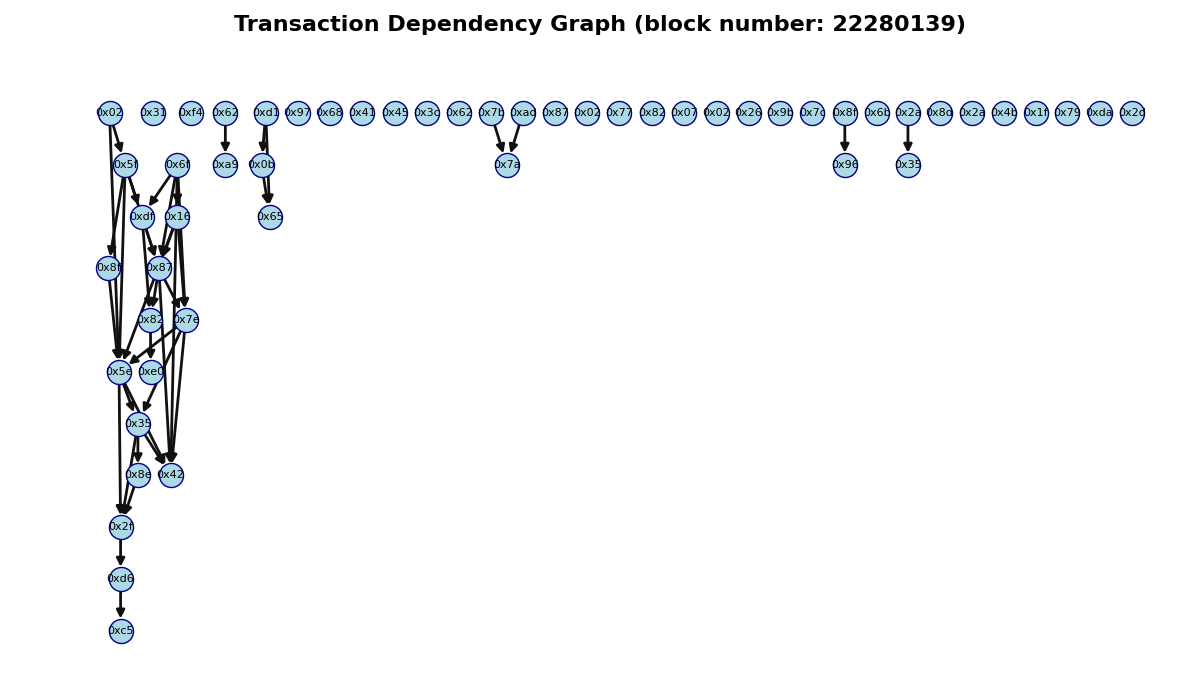 Transaction Dependency Graph (block number: 22280139)
0x02 0x31 0xf4 0x62 0xd1 0x97 0x68 0x41 0x45 0x3c 0x62 0x7b 0xac 0x87 0x02 0x77 0x82 0x07 0x02 0x26 0x9b 0x7c 0x8f 0x6b 0x2a 0x8d 0x2a 0x4b 0x1f 0x79 0xda 0x2c
0x5f 0x6f 0xa9 0x0b 0x7a 0x96 0x35
0xdf 0x16 0x65
0x8f 0x87
0x82 0x7e
0x5e 0xe0
0x35
0x8e 0x42
0x2f
0xd6
0xc5